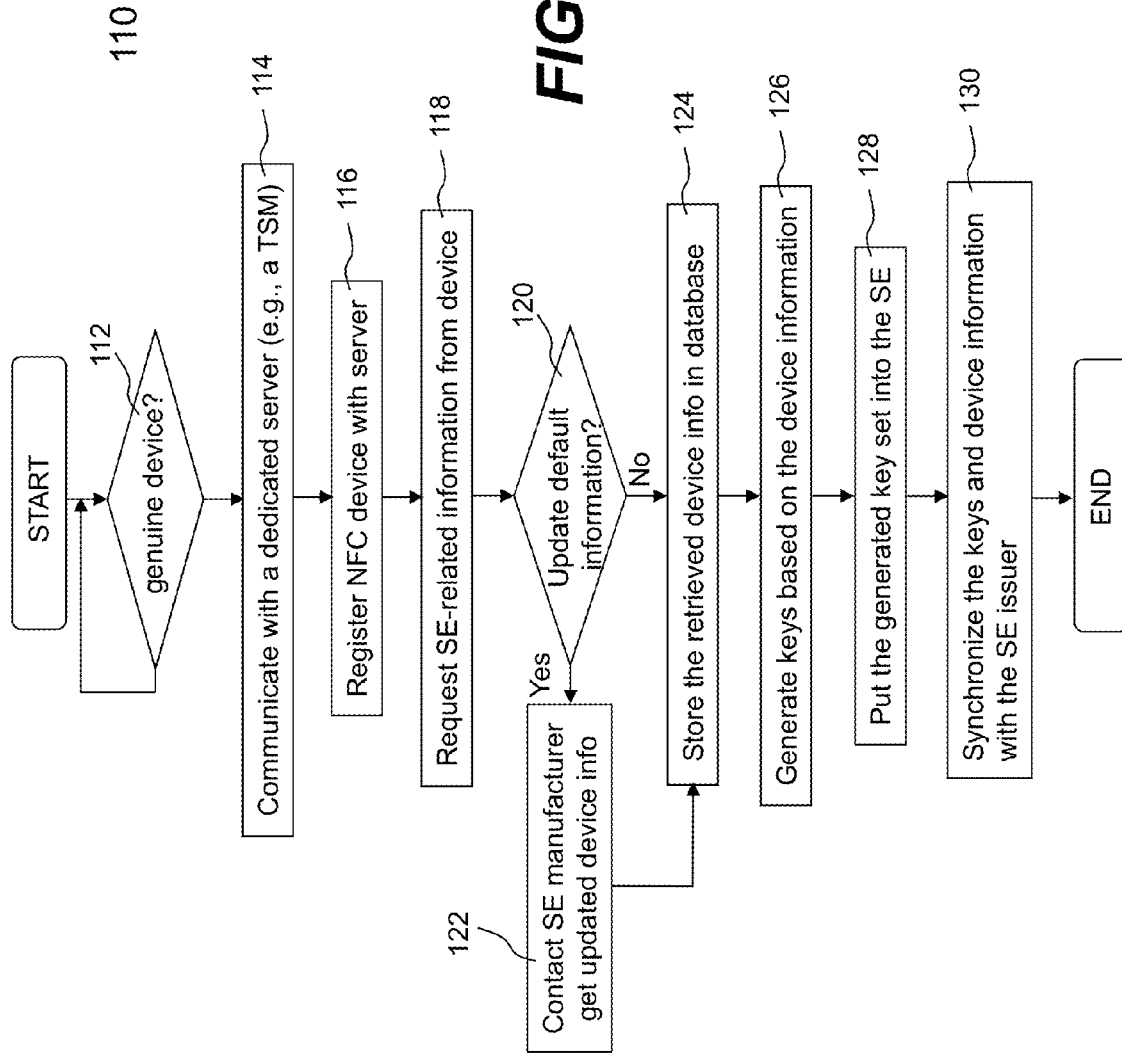 110
START
112
genuine device?
114
Communicate with a dedicated server (e.g., a TSM)
116
Register NFC device with server
118
Request SE-related information from device
FIG
120
Update default
information?
Yes
No
122
Contact SE manufacturer
get updated device info
124
Store the retrieved device info in database
126
Generate keys based on the device information
128
Put the generated key set into the SE
130
Synchronize the keys and device information
with the SE issuer
END